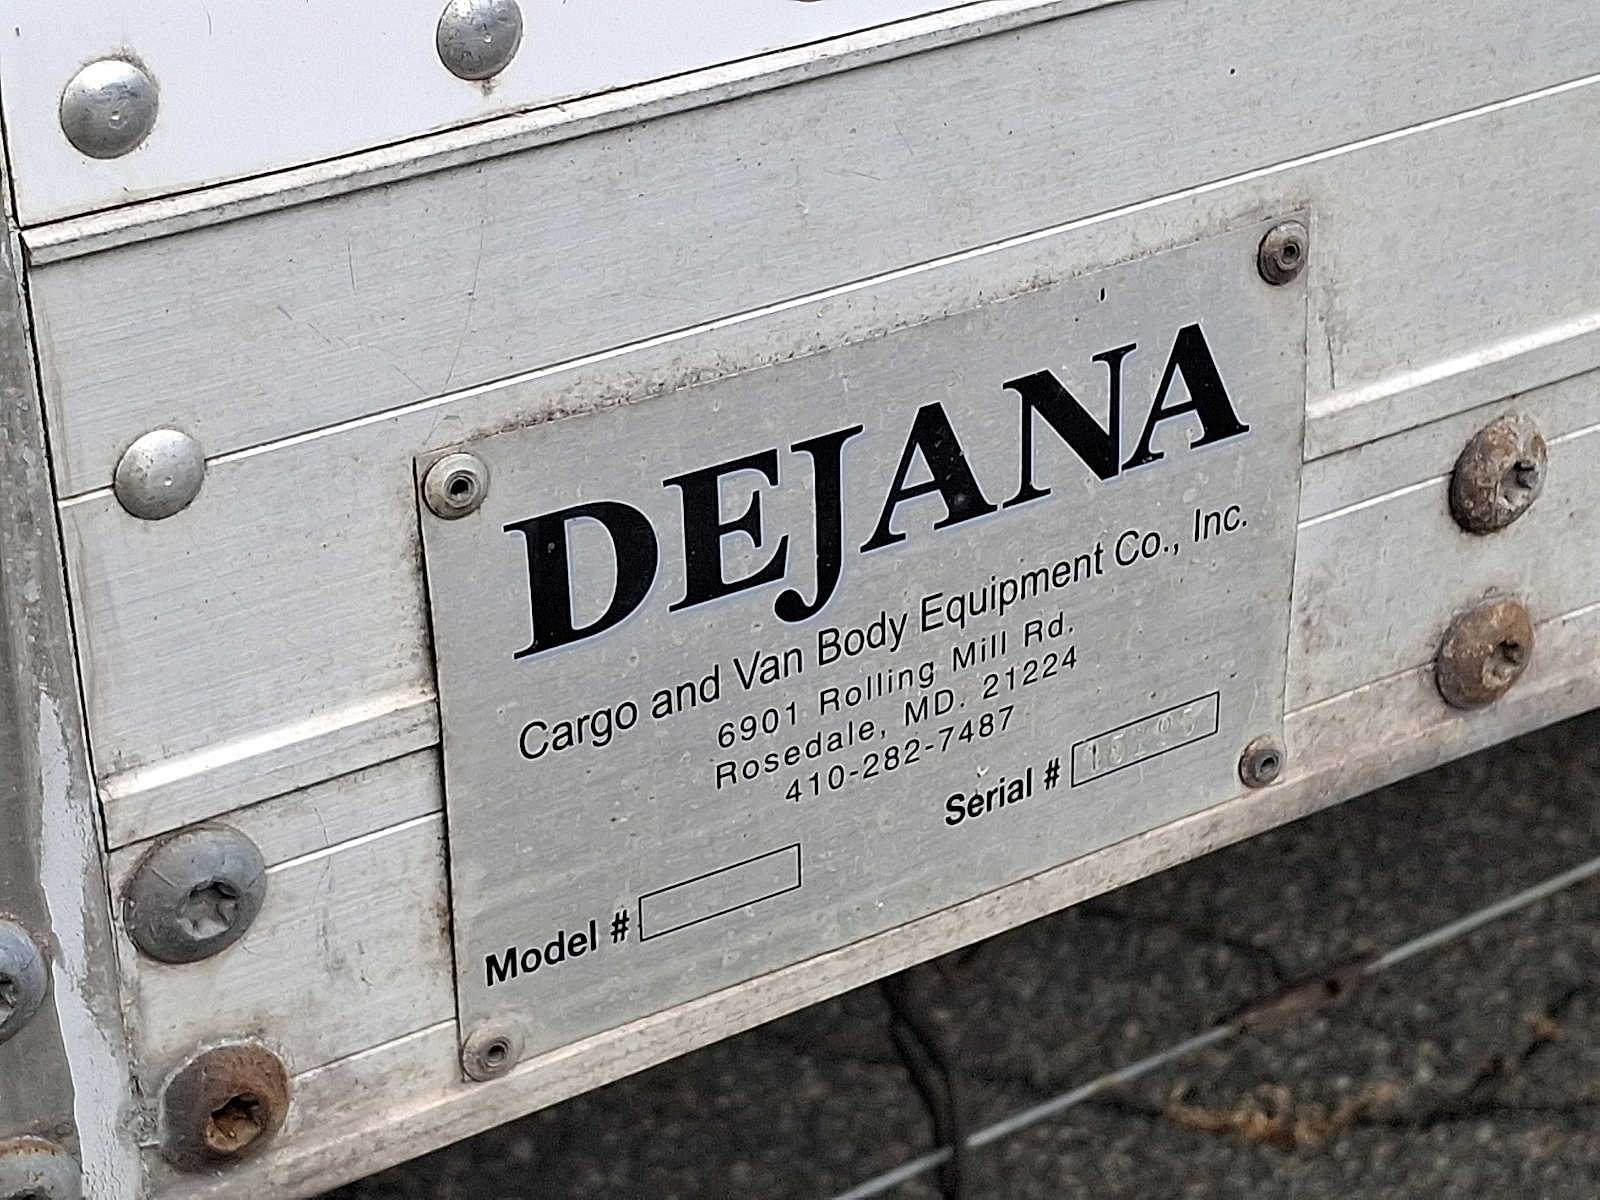 DEJANA
Cargo and Van Body Equipment Co., Inc.
6901 Rolling Mill Rd.
Rosedale, MD. 21224
410-282-7487
Serial #
Model #